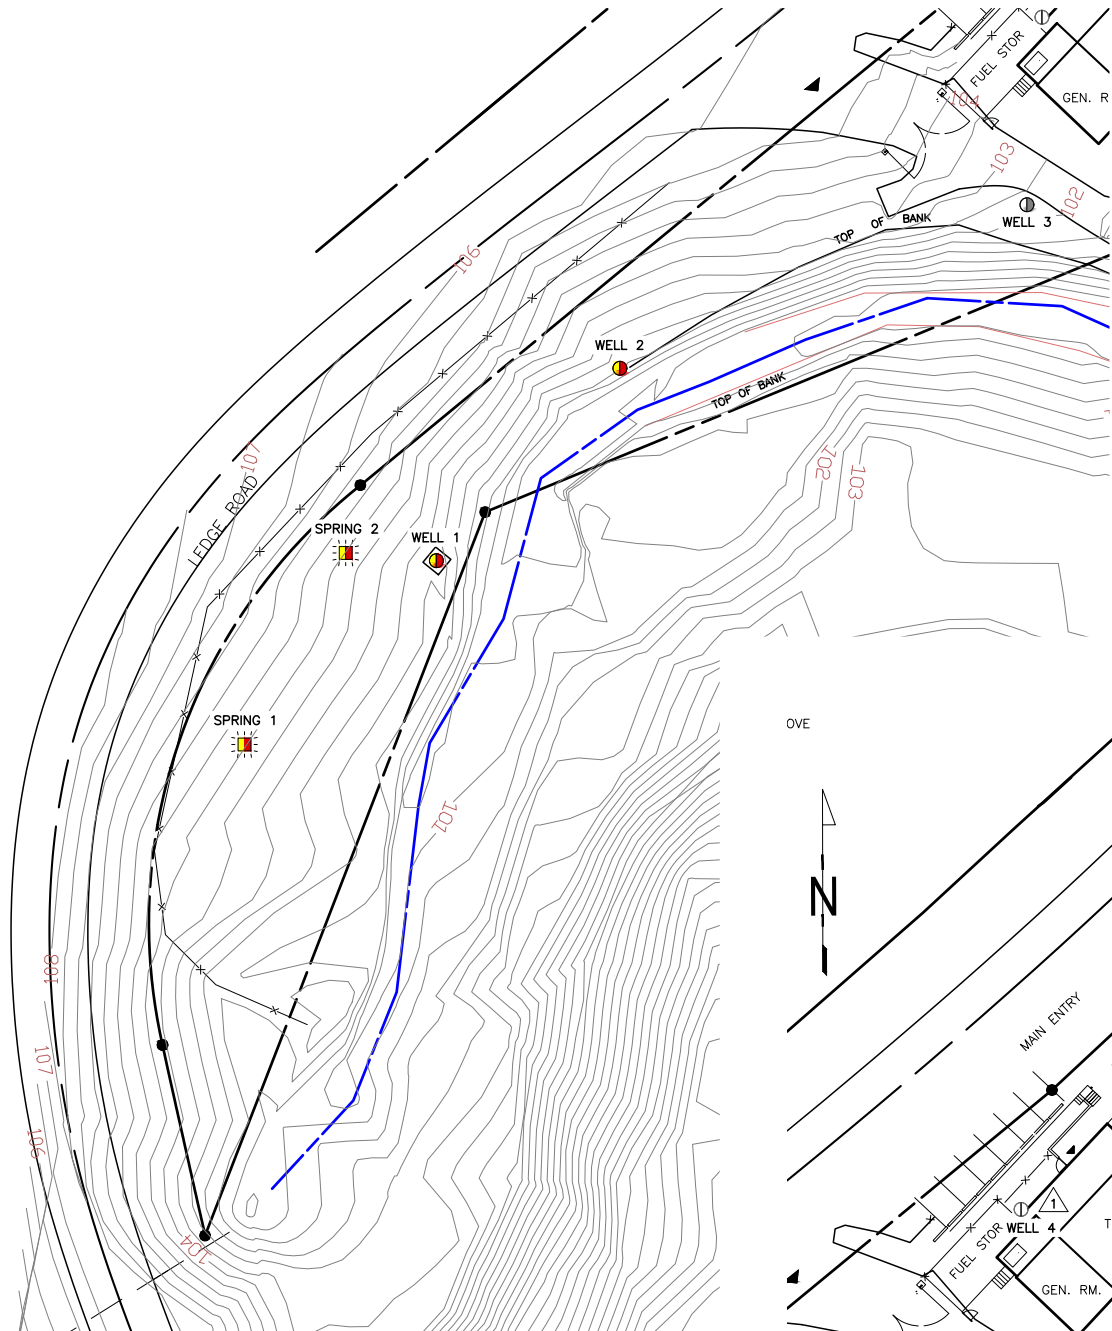 FUEL STOR
GEN. R
104
103
102
WELL 3
TOP OF BANK
106
WELL 2
TOP OF BANK
107
LEDGE ROAD
102
103
SPRING 2
WELL 1
SPRING 1
OVE
101
N
108
MAIN ENTRY
107
106
1
WELL 4
T
104
FUEL STOR
GEN. RM.